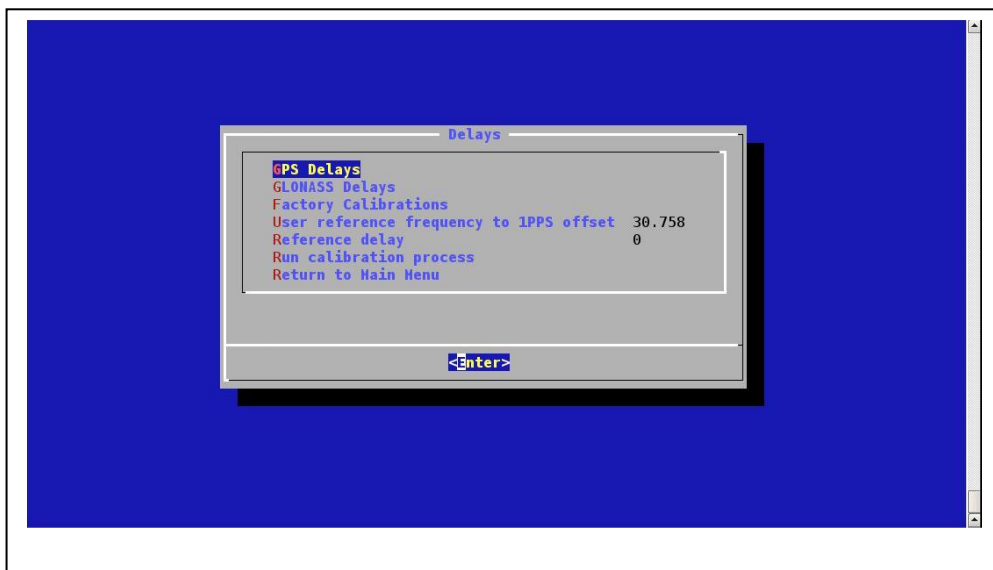 Delays
GPS Delays
GLONASS Delays
Factory Calibrations
User reference frequency to 1PPS offset 30.758
Reference delay 0
Run calibration process
Return to Main Menu
<Enter>